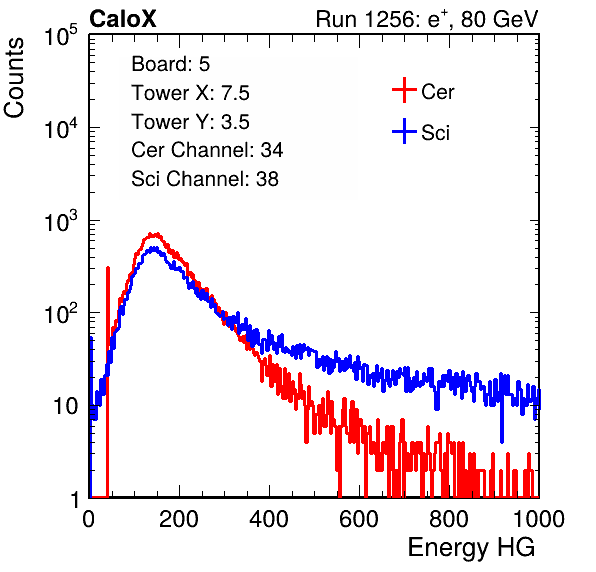 CaloX Run 1256: e⁺, 80 GeV
Counts
Board: 5
Tower X: 7.5
Tower Y: 3.5
Cer Channel: 34
Sci Channel: 38
Cer
Sci
10⁵
10⁴
10³
10²
10
1
0 200 400 600 800 1000
Energy HG